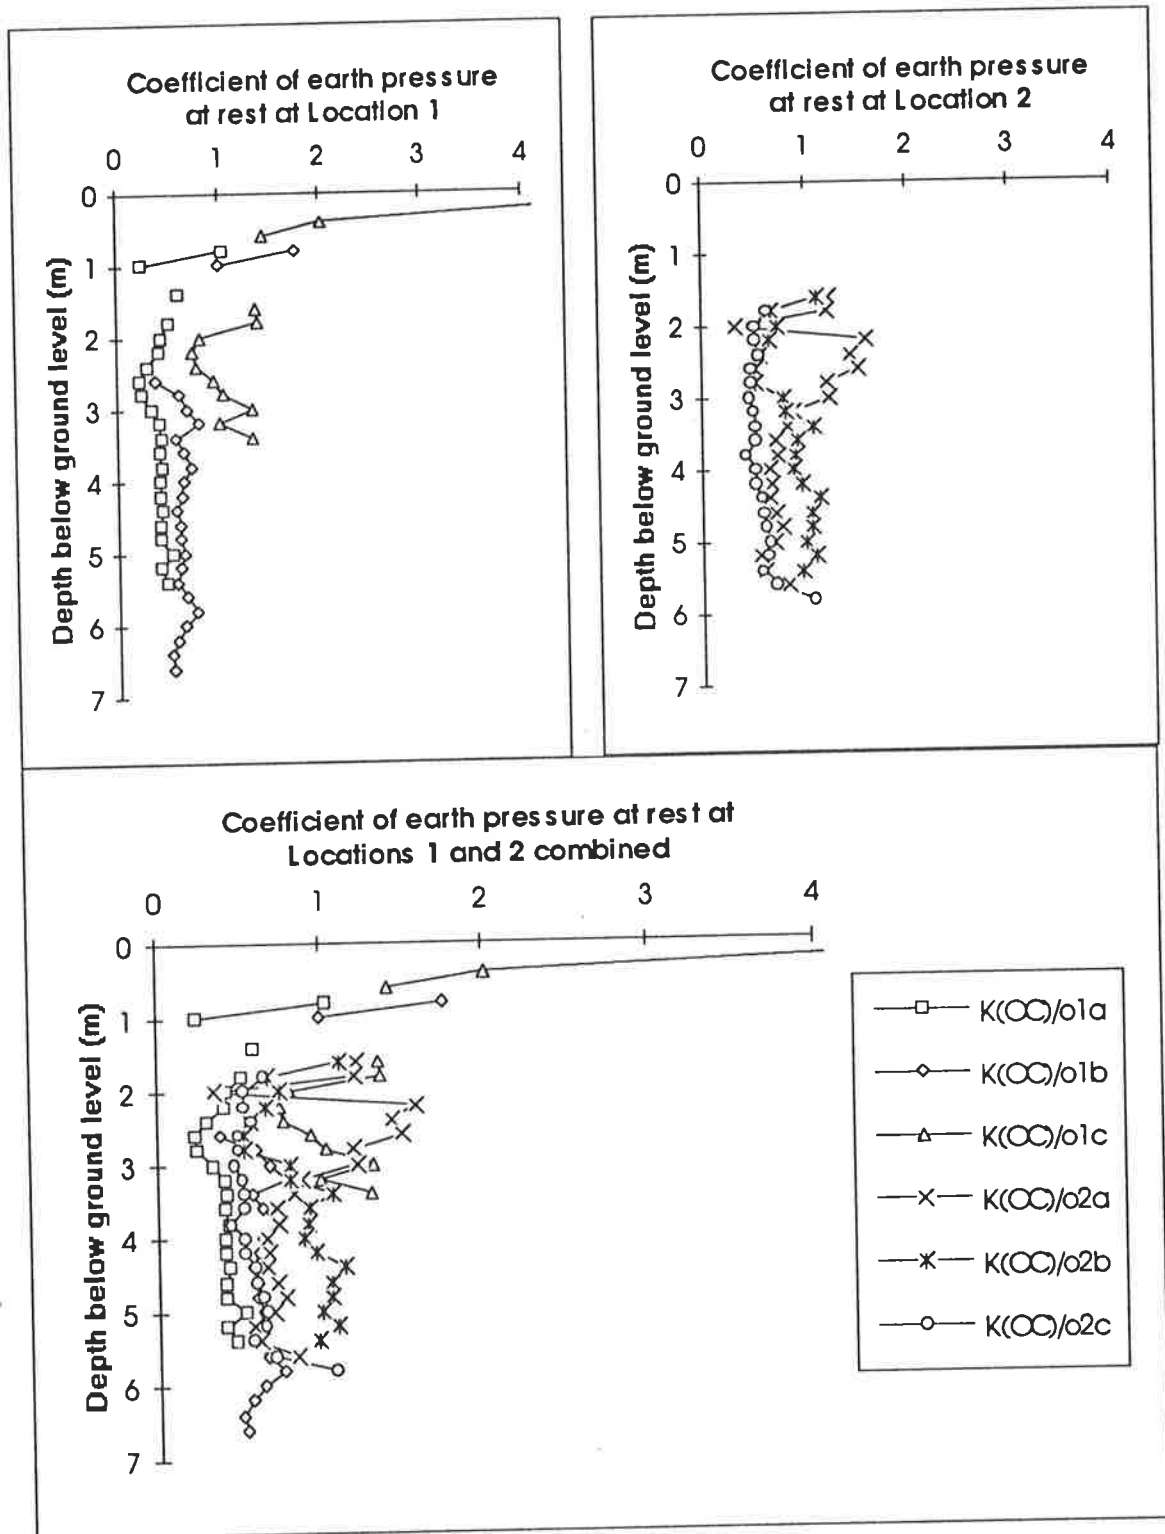 Coefficient of earth pressure
at rest at Location 1
0 1 2 3 4
0
1
2
3
4
5
6
7
Depth below ground level (m)
Coefficient of earth pressure
at rest at Location 2
0 1 2 3 4
0
1
2
3
4
5
6
7
Depth below ground level (m)
Coefficient of earth pressure at rest at
Locations 1 and 2 combined
0 1 2 3 4
0
1
2
3
4
5
6
7
Depth below ground level (m)
K(OC)/o1a
K(OC)/o1b
K(OC)/o1c
K(OC)/o2a
K(OC)/o2b
K(OC)/o2c